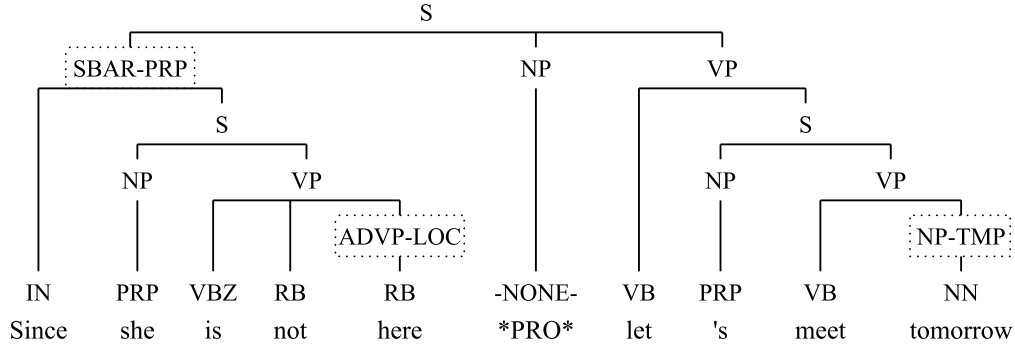 S
SBAR-PRP NP VP
S S
NP VP NP VP
ADVP-LOC NP-TMP
IN PRP VBZ RB RB -NONE- VB PRP VB NN
Since she is not here *PRO* let 's meet tomorrow